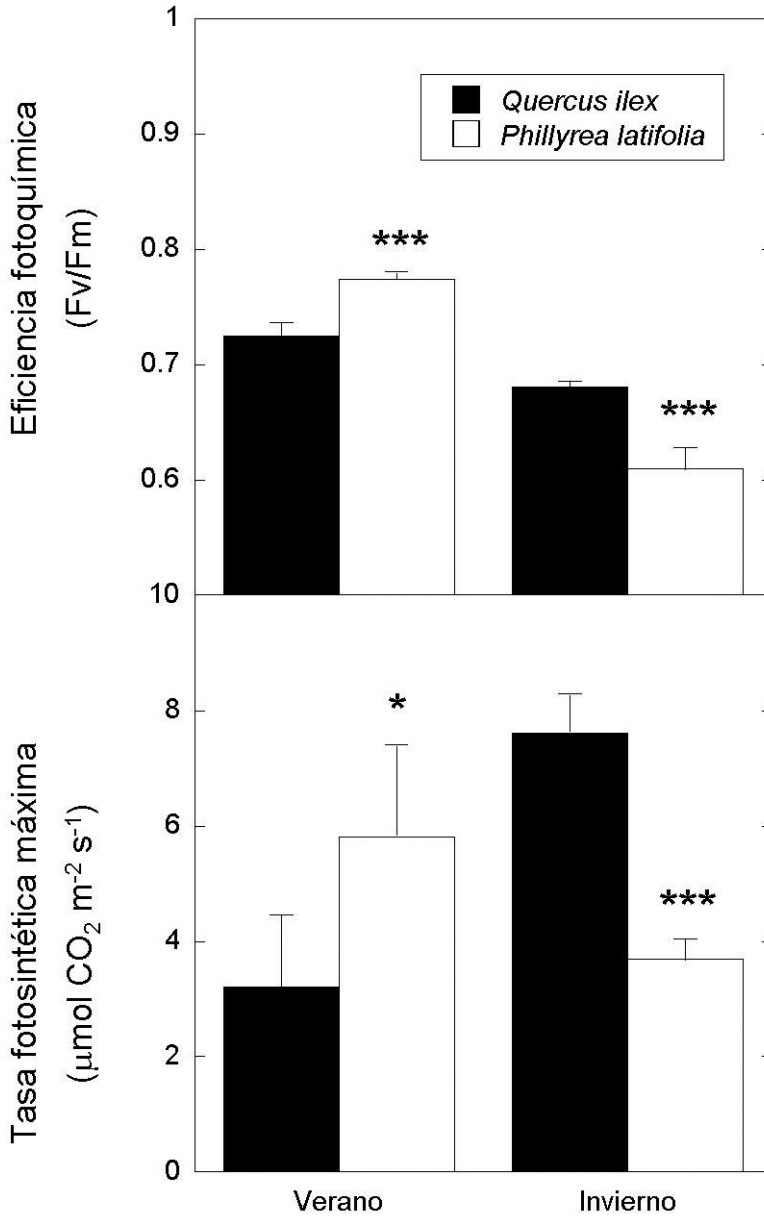 Eficiencia fotoquímica
(Fv/Fm)
1
0.9
0.8
0.7
0.6
Quercus ilex
Phillyrea latifolia
***
***
Tasa fotosintética máxima
(μmol CO₂ m⁻² s⁻¹)
10
8
6
4
2
0
*
***
Verano Invierno